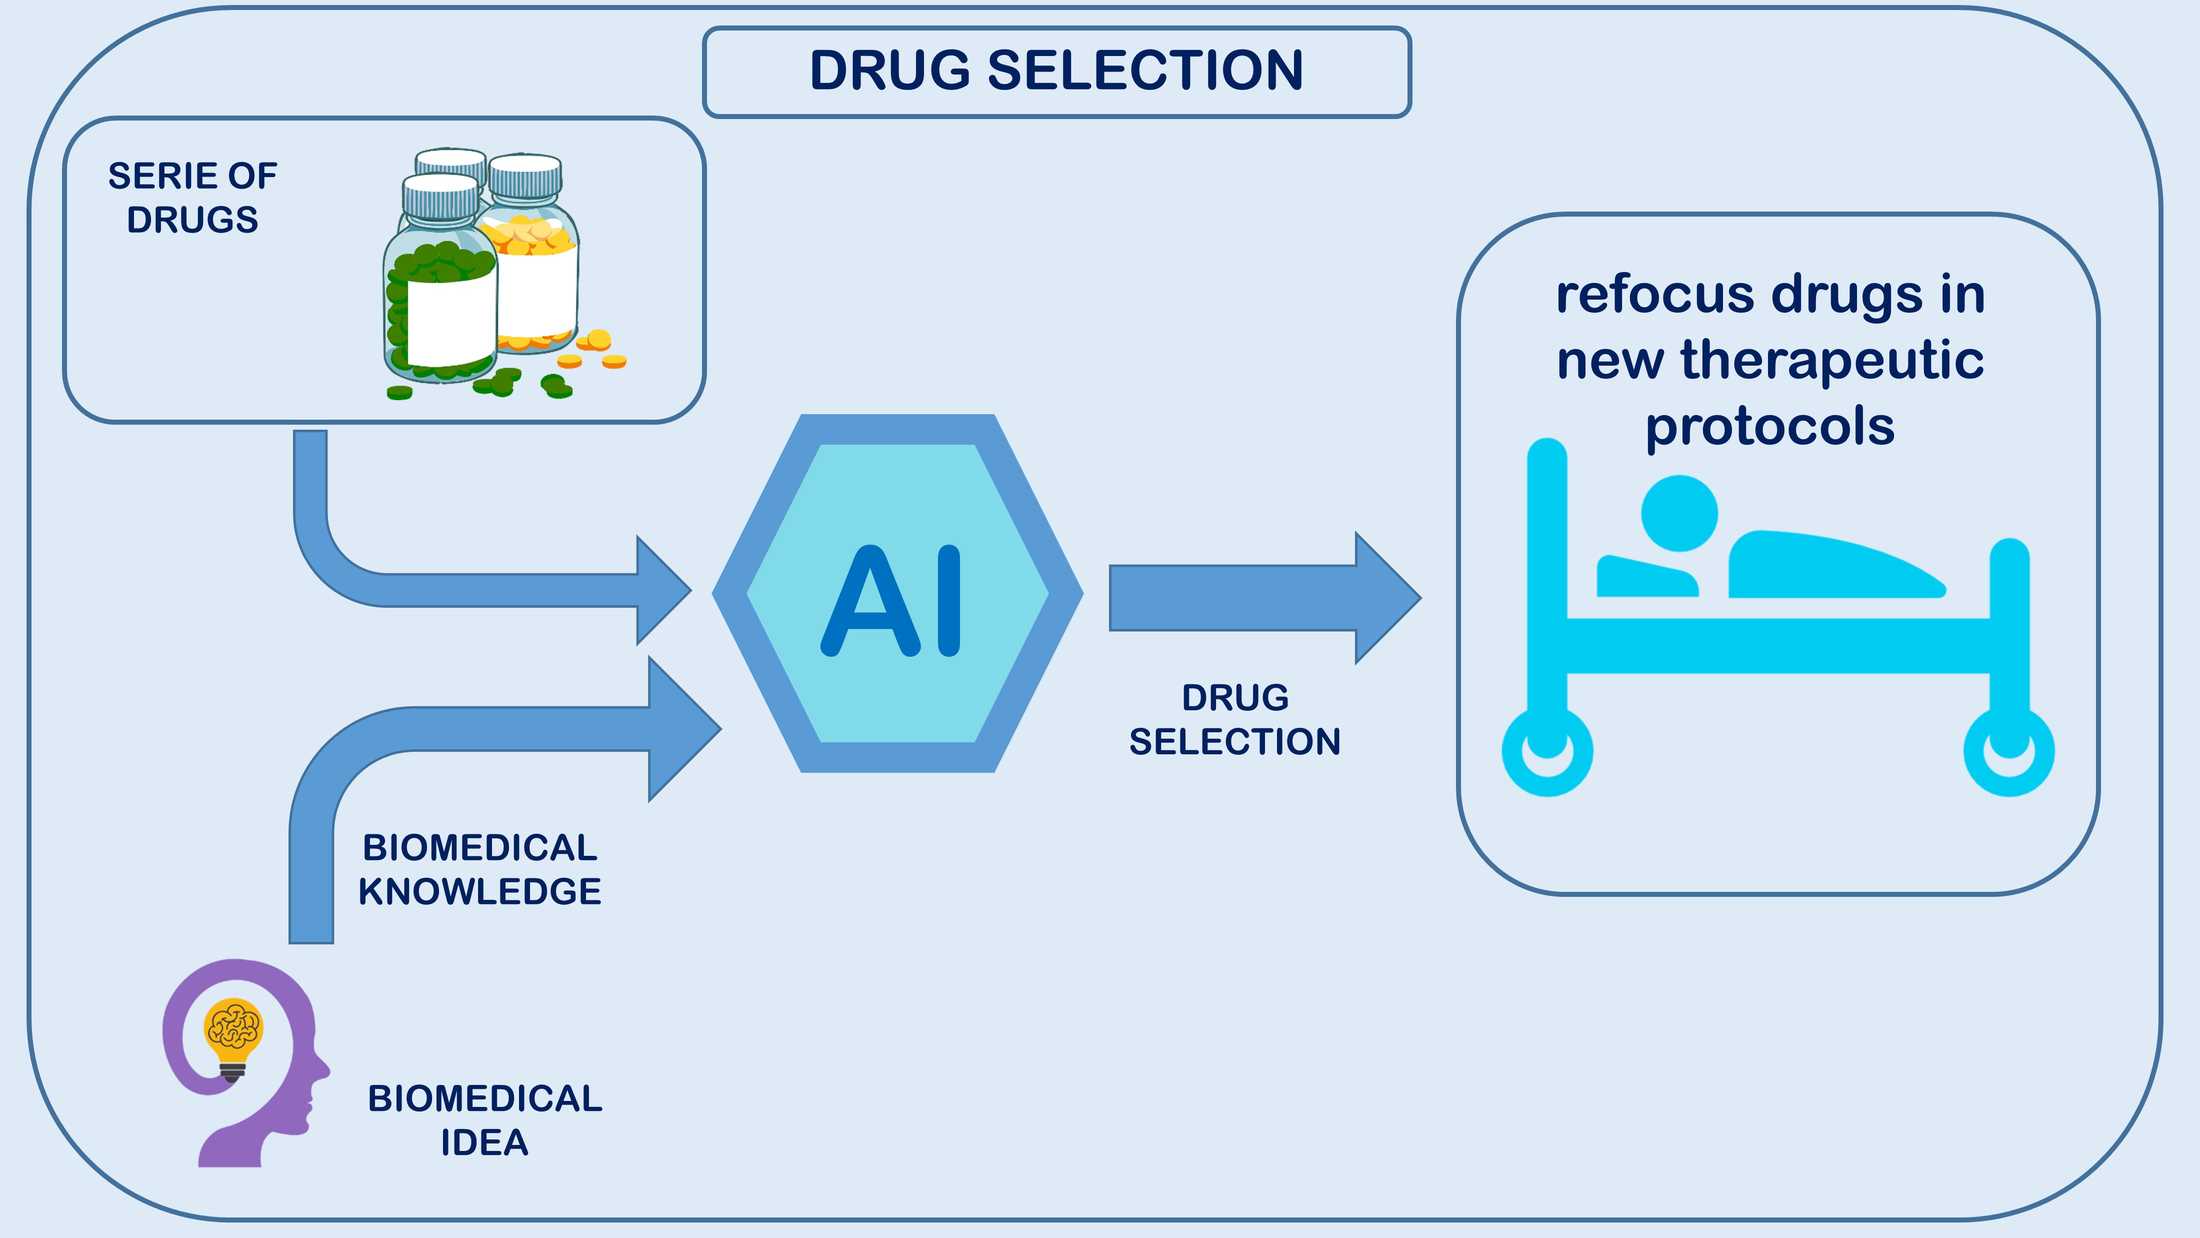 DRUG SELECTION
SERIE OF
DRUGS
refocus drugs in
new therapeutic
protocols
AI
DRUG
SELECTION
BIOMEDICAL
KNOWLEDGE
BIOMEDICAL
IDEA